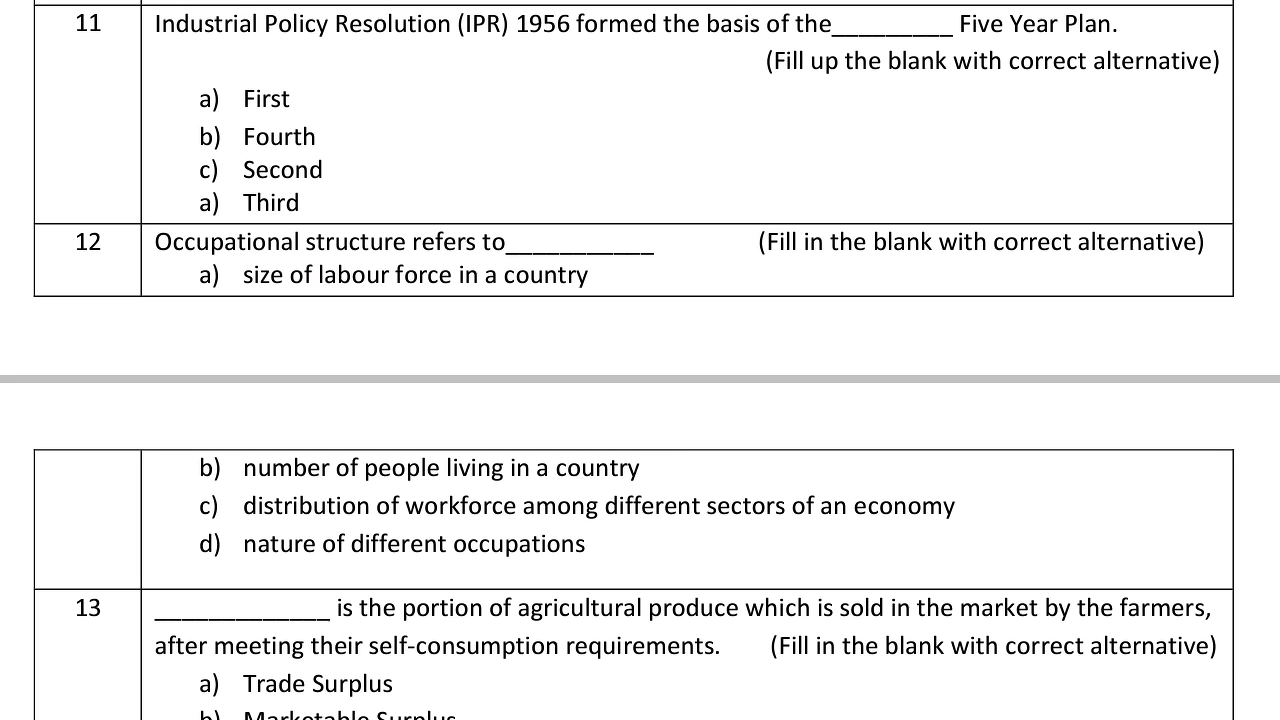 11
Industrial Policy Resolution (IPR) 1956 formed the basis of the_________ Five Year Plan.
(Fill up the blank with correct alternative)
a) First
b) Fourth
c) Second
a) Third
12
Occupational structure refers to___________ (Fill in the blank with correct alternative)
a) size of labour force in a country
b) number of people living in a country
c) distribution of workforce among different sectors of an economy
d) nature of different occupations
13
_____________ is the portion of agricultural produce which is sold in the market by the farmers,
after meeting their self-consumption requirements. (Fill in the blank with correct alternative)
a) Trade Surplus
b) Marketable Surplus